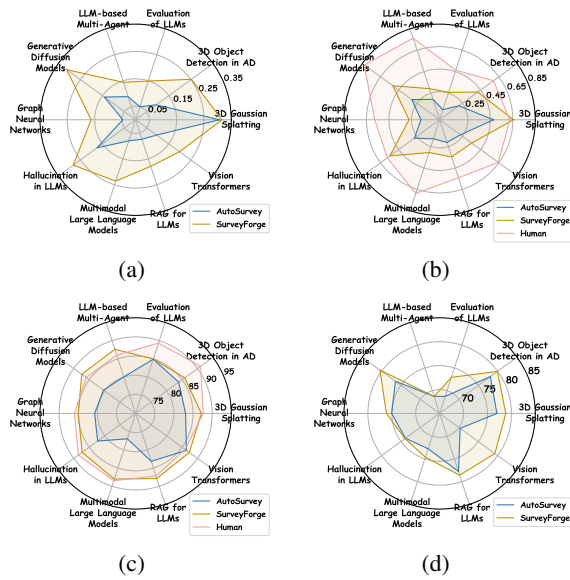 LLM-based
Multi-Agent
Evaluation
of LLMs
Generative
Diffusion
Models
3D Object
Detection in AD
0.35
0.25
0.15
0.05
Graph
Neural
Networks
3D Gaussian
Splatting
Hallucination
in LLMs
Vision
Transformers
Multimodal
Large Language
Models
RAG for
LLMs
AutoSurvey
SurveyForge
(a)
LLM-based
Multi-Agent
Evaluation
of LLMs
Generative
Diffusion
Models
3D Object
Detection in AD
0.85
0.65
0.45
0.25
Graph
Neural
Networks
3D Gaussian
Splatting
Hallucination
in LLMs
Vision
Transformers
Multimodal
Large Language
Models
RAG for
LLMs
AutoSurvey
SurveyForge
Human
(b)
LLM-based
Multi-Agent
Evaluation
of LLMs
Generative
Diffusion
Models
3D Object
Detection in AD
95
90
85
80
75
Graph
Neural
Networks
3D Gaussian
Splatting
Hallucination
in LLMs
Vision
Transformers
Multimodal
Large Language
Models
RAG for
LLMs
AutoSurvey
SurveyForge
Human
(c)
LLM-based
Multi-Agent
Evaluation
of LLMs
Generative
Diffusion
Models
3D Object
Detection in AD
85
80
75
70
Graph
Neural
Networks
3D Gaussian
Splatting
Hallucination
in LLMs
Vision
Transformers
Multimodal
Large Language
Models
RAG for
LLMs
AutoSurvey
SurveyForge
(d)